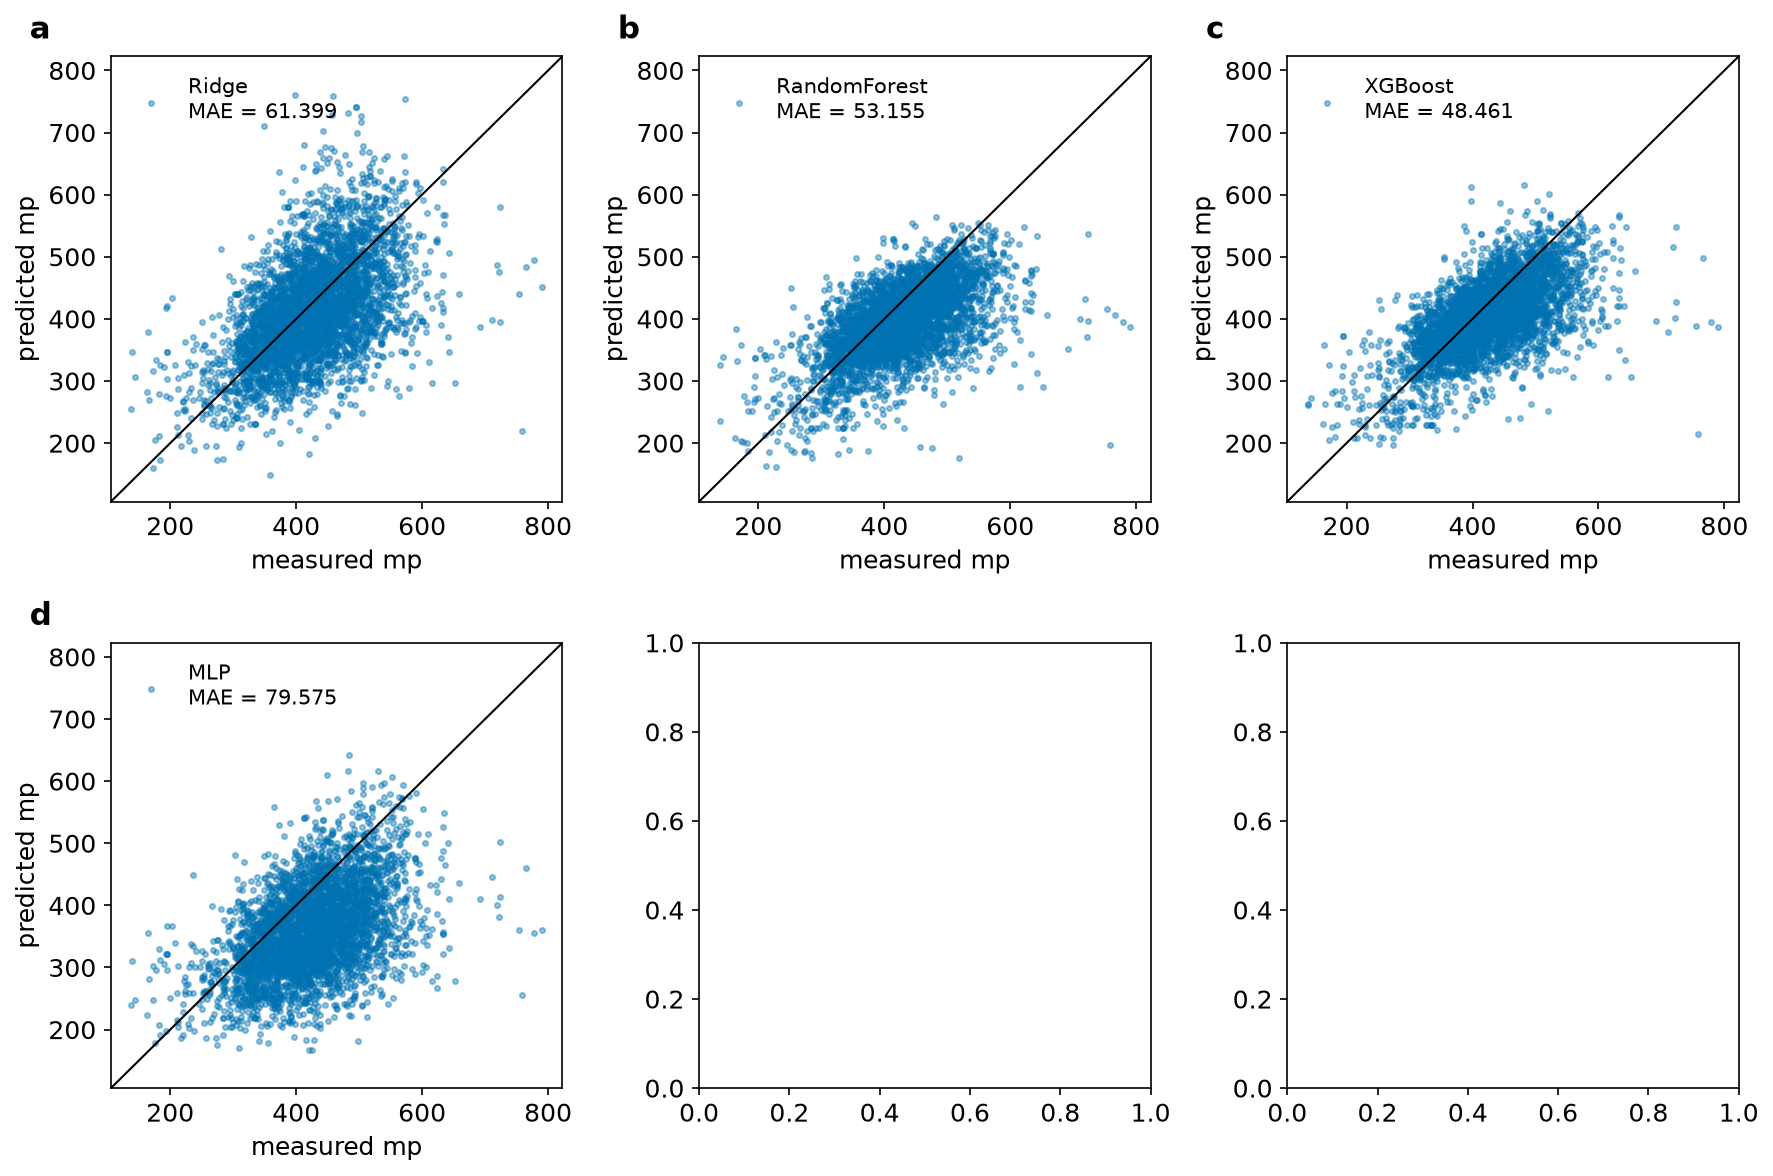 a
b
c
Ridge
MAE = 61.399
800
700
600
500
400
300
200
predicted mp
200 400 600 800
measured mp
RandomForest
MAE = 53.155
800
700
600
500
400
300
200
predicted mp
200 400 600 800
measured mp
XGBoost
MAE = 48.461
800
700
600
500
400
300
200
predicted mp
200 400 600 800
measured mp
d
MLP
MAE = 79.575
800
700
600
500
400
300
200
predicted mp
200 400 600 800
measured mp
1.0
0.8
0.6
0.4
0.2
0.0
0.0 0.2 0.4 0.6 0.8 1.0
1.0
0.8
0.6
0.4
0.2
0.0
0.0 0.2 0.4 0.6 0.8 1.0